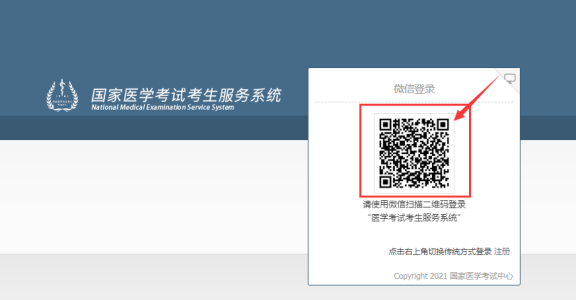 国家医学考试考生服务系统
National Medical Examination Service System
微信登录
请使用微信扫描二维码登录
“医学考试考生服务系统”
点击右上角切换传统方式登录 注册
Copyright 2021 国家医学考试中心